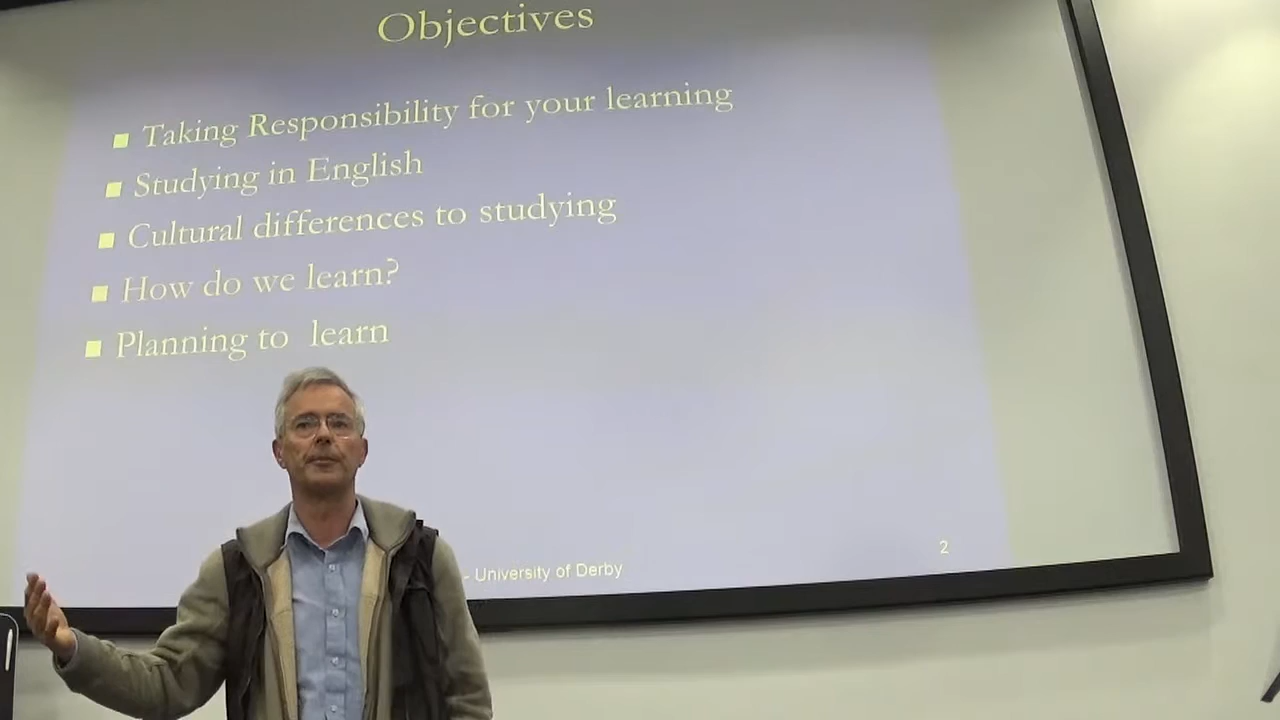 Objectives
Taking Responsibility for your learning
Studying in English
Cultural differences to studying
How do we learn?
Planning to learn
- University of Derby
2